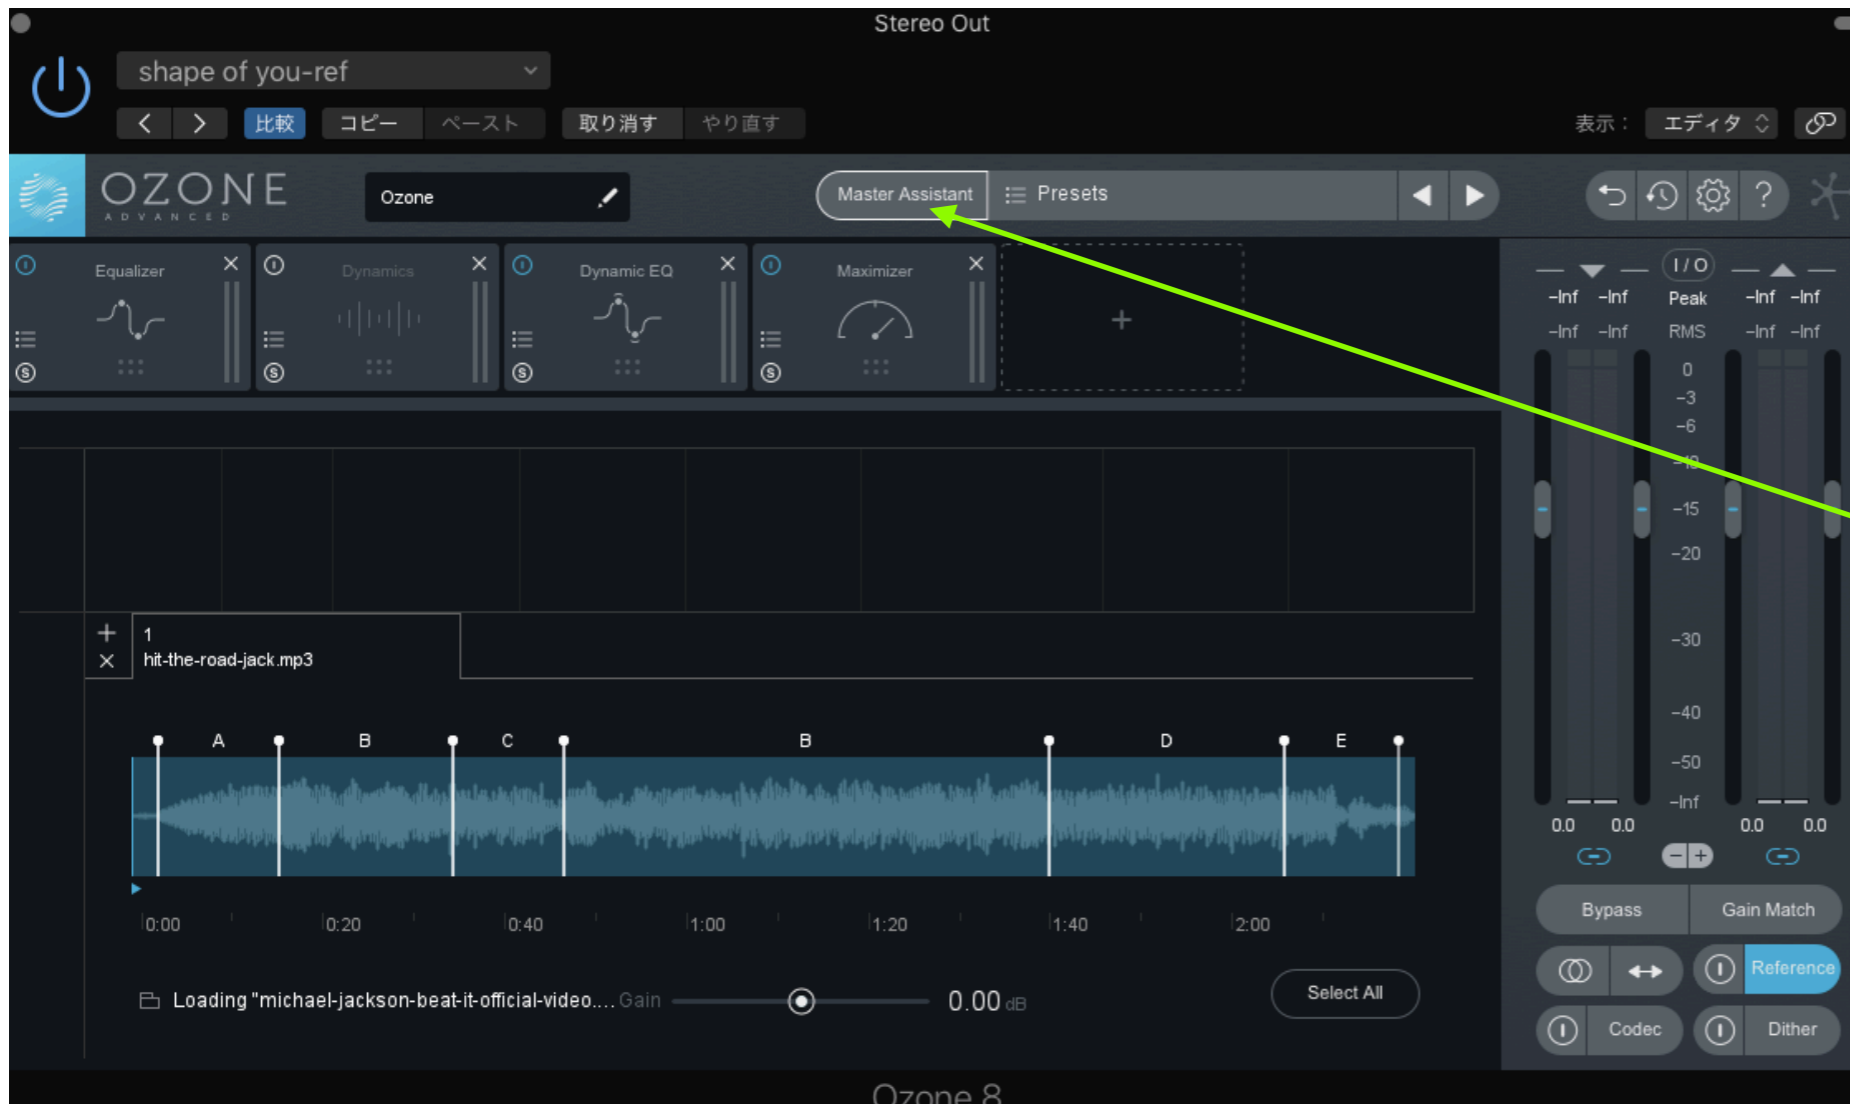 Stereo Out
shape of you-ref
比較 コピー ペースト 取り消す やり直す 表示： エディタ
OZONE
ADVANCED
Ozone
Master Assistant Presets
?
Equalizer Dynamics Dynamic EQ Maximizer
S S S S
+
I/O
-Inf -Inf Peak -Inf -Inf
-Inf -Inf RMS -Inf -Inf
0
-3
-6
-10
-15
-20
-30
-40
-50
-Inf
0.0 0.0 0.0 0.0
1
hit-the-road-jack.mp3
A B C B D E
0:00 0:20 0:40 1:00 1:20 1:40 2:00
Loading "michael-jackson-beat-it-official-video.... Gain 0.00 dB
Select All
Bypass Gain Match
Reference
Codec Dither
Ozone 8